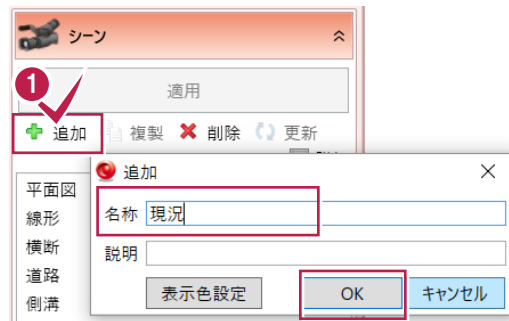 シーン
適用
1
追加 複製 削除 更新
追加
平面図
線形
横断
道路
側溝
名称 現況
説明
表示色設定 OK キャンセル